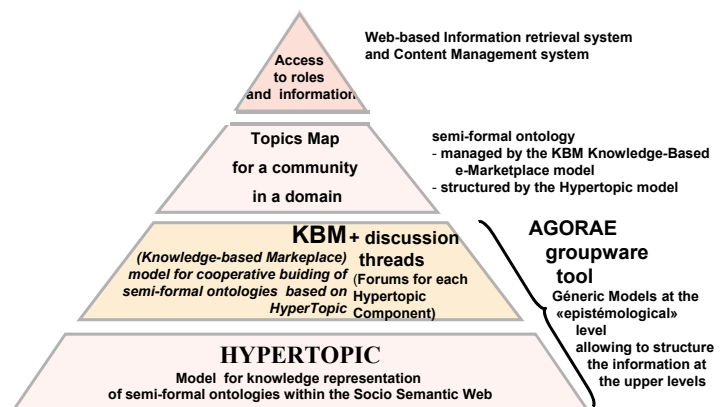 Access
to roles
and information
Web-based Information retrieval system
and Content Management system
Topics Map
for a community
in a domain
semi-formal ontology
- managed by the KBM Knowledge-Based
e-Marketplace model
- structured by the Hypertopic model
KBM + discussion
threads
(Knowledge-based Markeplace)
model for cooperative buiding of
semi-formal ontologies based on
HyperTopic
(Forums for each
Hypertopic
Component)
AGORAE
groupware
tool
Géneric Models at the
«epistémological»
level
allowing to structure
the information at
the upper levels
HYPERTOPIC
Model for knowledge representation
of semi-formal ontologies within the Socio Semantic Web